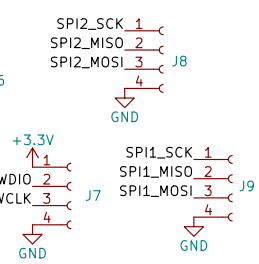 SPI2_SCK 1
SPI2_MISO 2
SPI2_MOSI 3 J8
4
GND
+3.3V
1
WDIO 2
WCLK 3 J7
4
GND
SPI1_SCK 1
SPI1_MISO 2
SPI1_MOSI 3 J9
4
GND